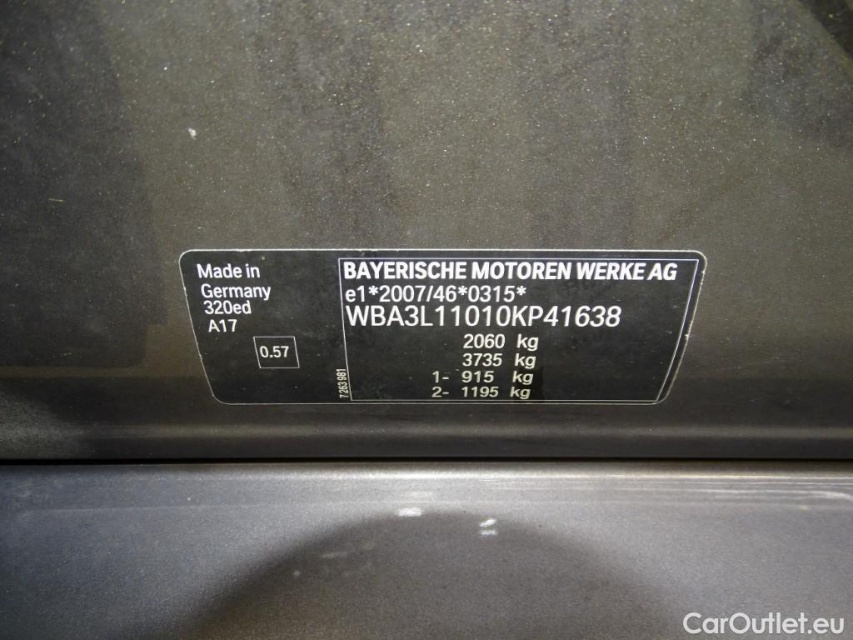 Made in
Germany
320ed
A17
0.57
7 263 981
BAYERISCHE MOTOREN WERKE AG
e1*2007/46*0315*
WBA3L11010KP41638
2060 kg
3735 kg
1- 915 kg
2- 1195 kg
CarOutlet.eu